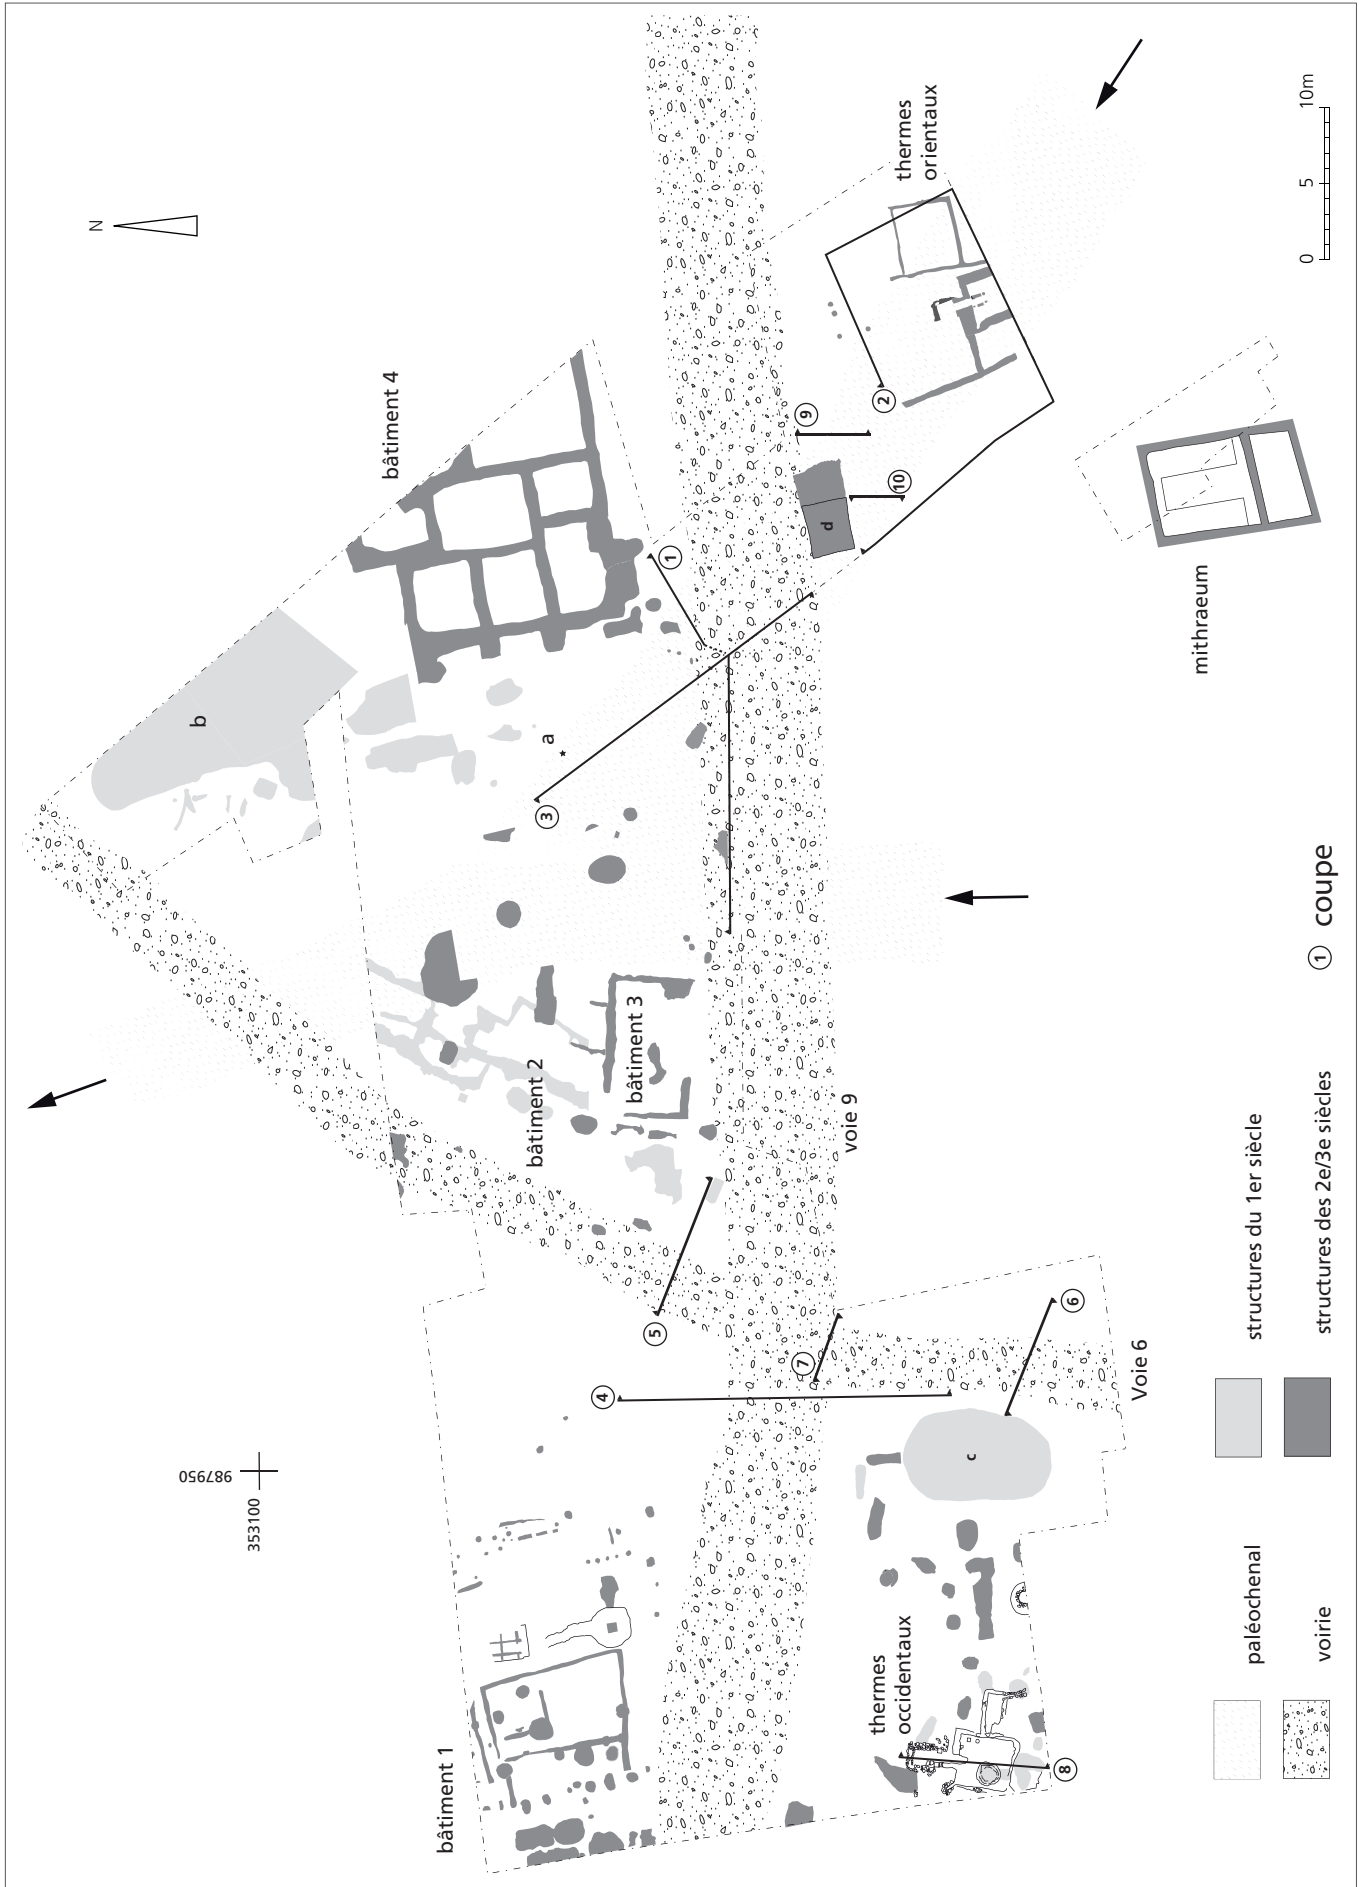 N
bâtiment 4
thermes
orientaux
b
a
1
2
3
9
10
d
mithraeum
bâtiment 2
bâtiment 3
voie 9
4
5
6
7
Voie 6
c
353100
987950
bâtiment 1
thermes
occidentaux
8
paléochenal
voirie
structures du 1er siècle
structures des 2e/3e siècles
1 coupe
0 5 10m